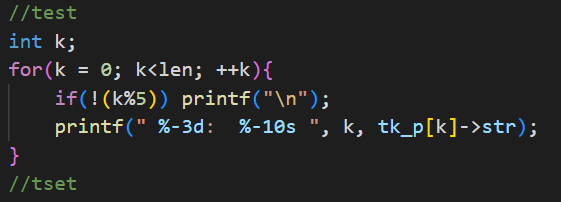 //test
int k;
for(k = 0; k<len; ++k){
    if(!(k%5)) printf("\n");
    printf(" %-3d:  %-10s ", k, tk_p[k]->str);
}
//tset